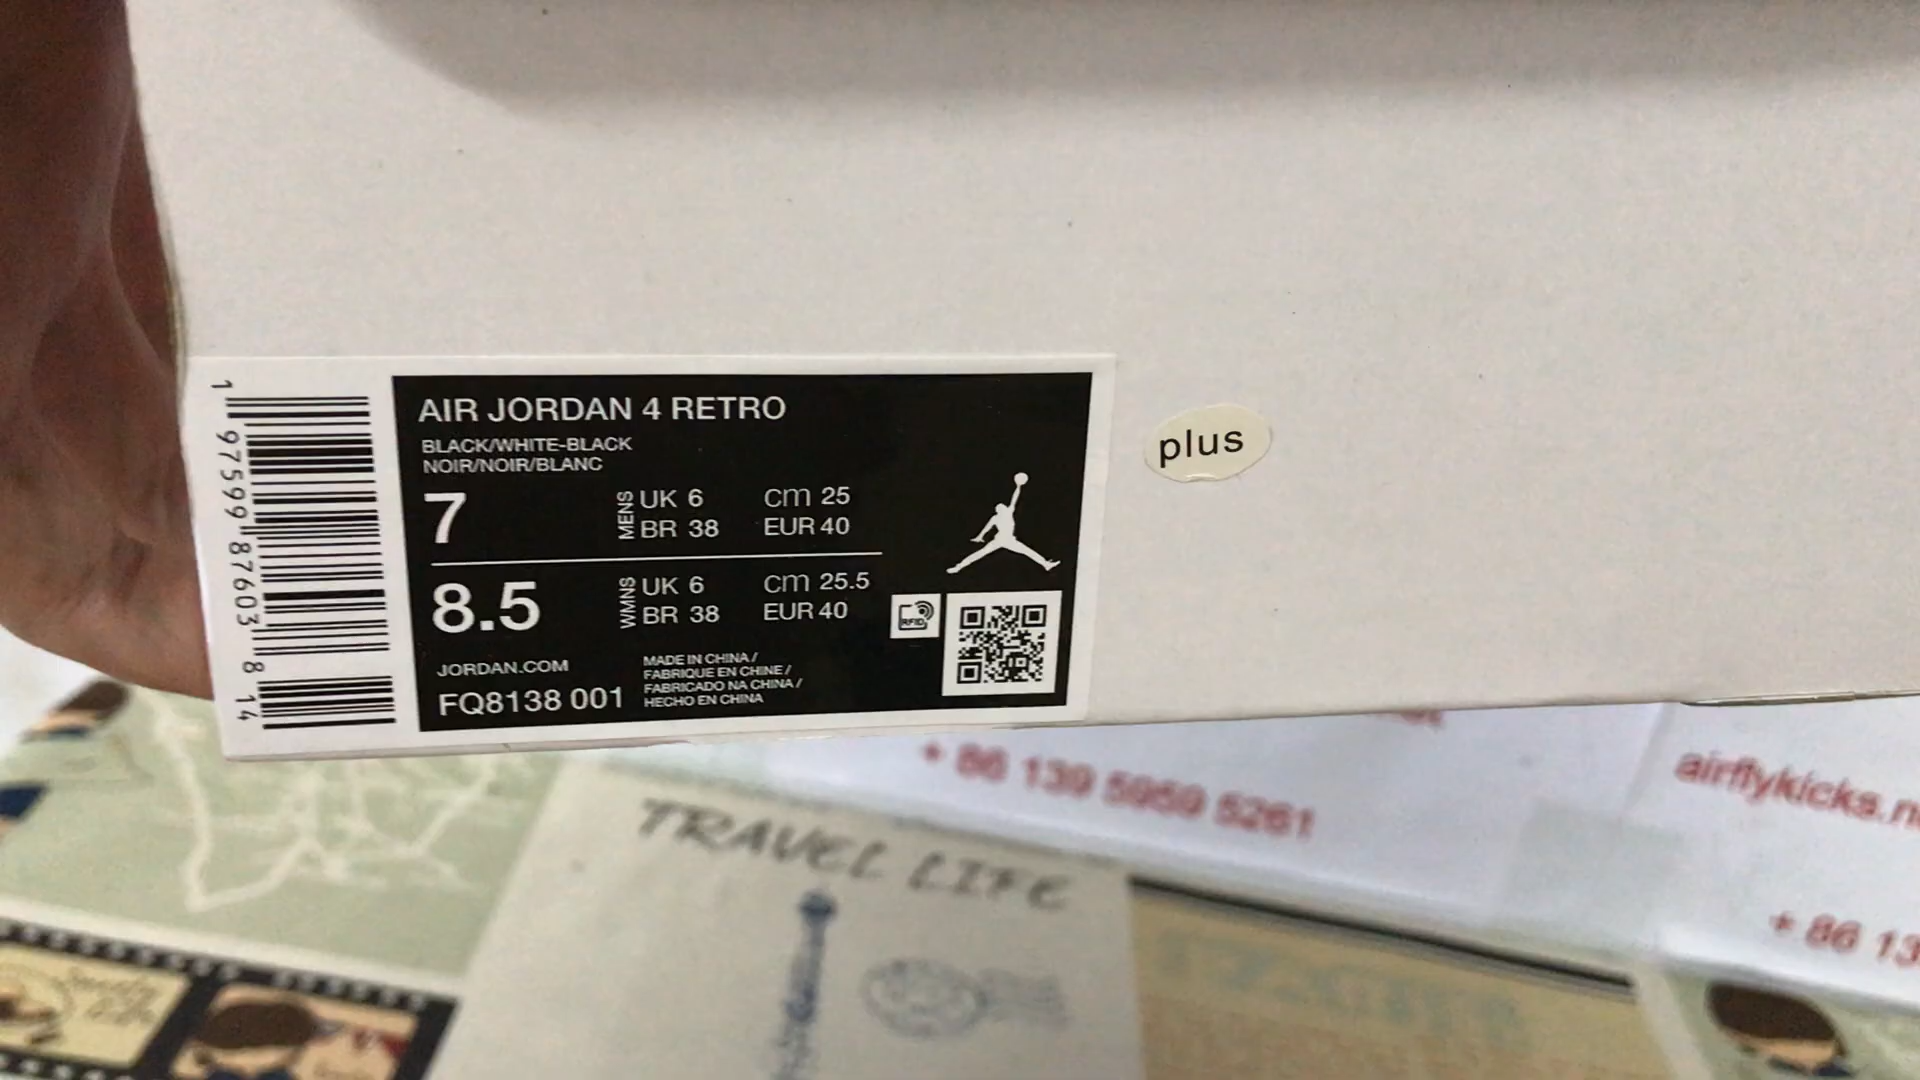 1 97599 87603 8 14
AIR JORDAN 4 RETRO
BLACK/WHITE-BLACK
NOIR/NOIR/BLANC
7
MENS
UK 6
cm 25
BR 38
EUR 40
8.5
WMNS
UK 6
cm 25.5
BR 38
EUR 40
RFID
JORDAN.COM
FQ8138 001
MADE IN CHINA /
FABRIQUE EN CHINE /
FABRICADO NA CHINA /
HECHO EN CHINA
plus
+ 86 139 5959 5261
airflykicks.n
+ 86 13
TRAVEL LIFE